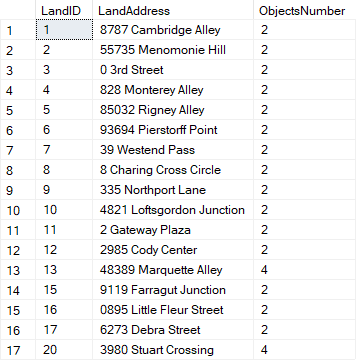 LandID LandAddress ObjectsNumber
1 1 8787 Cambridge Alley 2
2 2 55735 Menomonie Hill 2
3 3 0 3rd Street 2
4 4 828 Monterey Alley 2
5 5 85032 Rigney Alley 2
6 6 93694 Pierstorff Point 2
7 7 39 Westend Pass 2
8 8 8 Charing Cross Circle 2
9 9 335 Northport Lane 2
10 10 4821 Loftsgordon Junction 2
11 11 2 Gateway Plaza 2
12 12 2985 Cody Center 2
13 13 48389 Marquette Alley 4
14 15 9119 Farragut Junction 2
15 16 0895 Little Fleur Street 2
16 17 6273 Debra Street 2
17 20 3980 Stuart Crossing 4